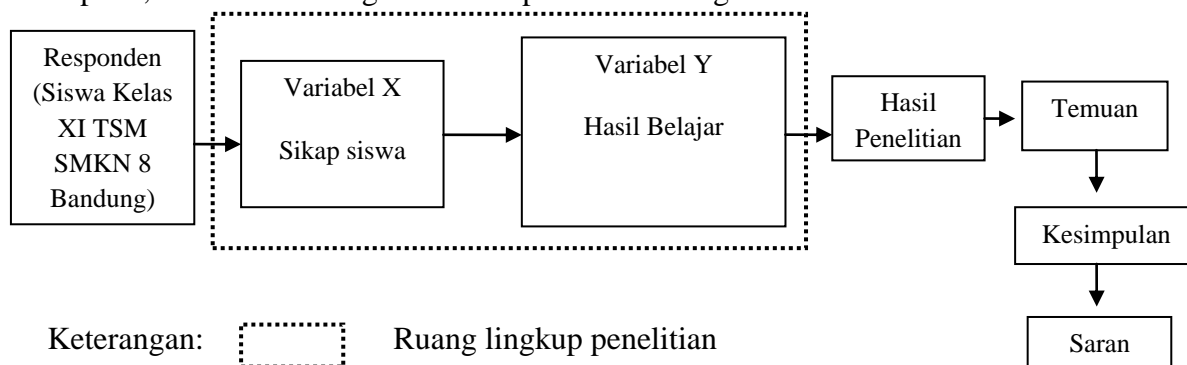 Responden
(Siswa Kelas
XI TSM
SMKN 8
Bandung)
Variabel X
Sikap siswa
Variabel Y
Hasil Belajar
Hasil
Penelitian
Temuan
Kesimpulan
Saran
Keterangan: Ruang lingkup penelitian